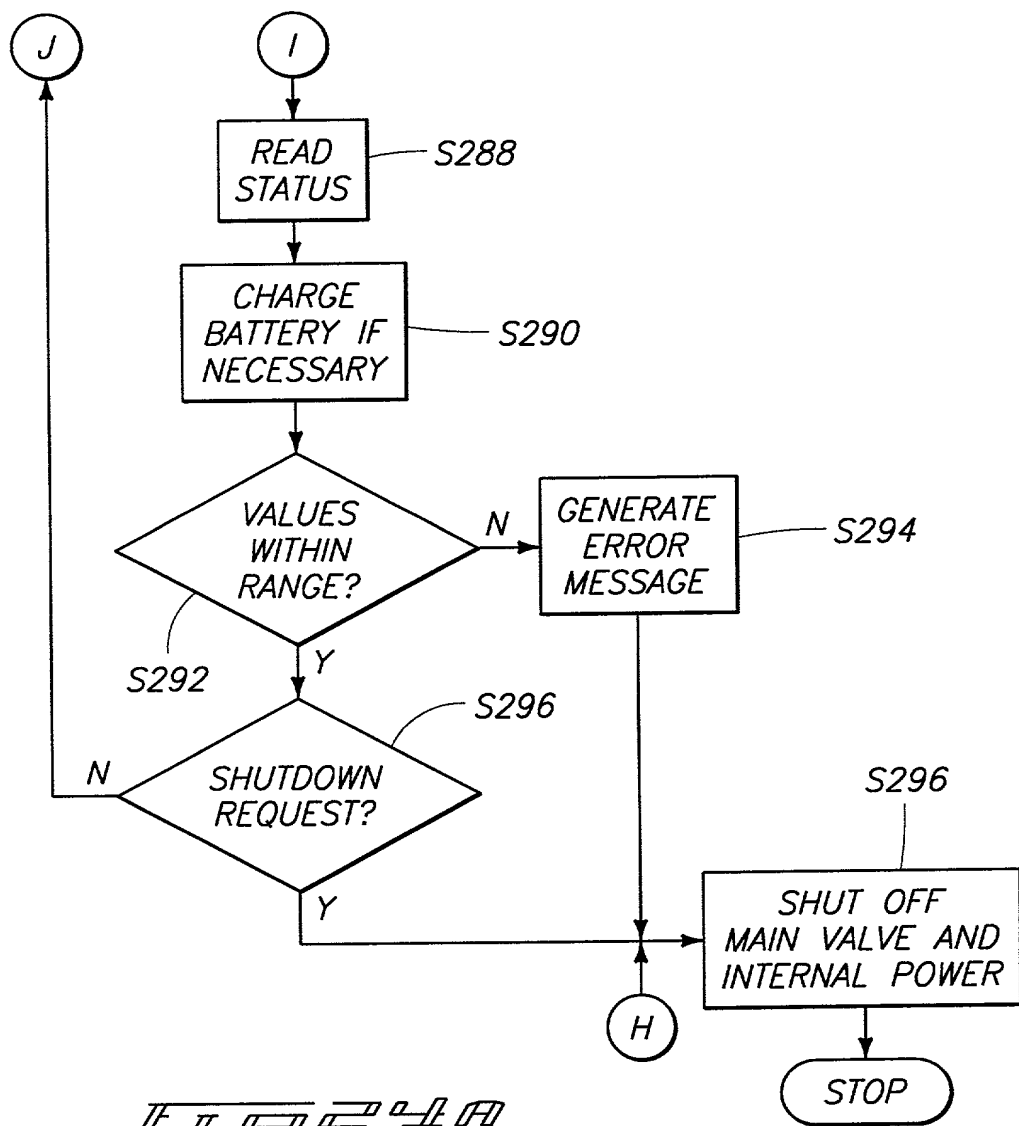 J
I
READ
STATUS
S288
CHARGE
BATTERY IF
NECESSARY
S290
VALUES
WITHIN
RANGE?
N
GENERATE
ERROR
MESSAGE
S294
S292
Y
S296
N
SHUTDOWN
REQUEST?
S296
Y
SHUT OFF
MAIN VALVE AND
INTERNAL POWER
H
STOP